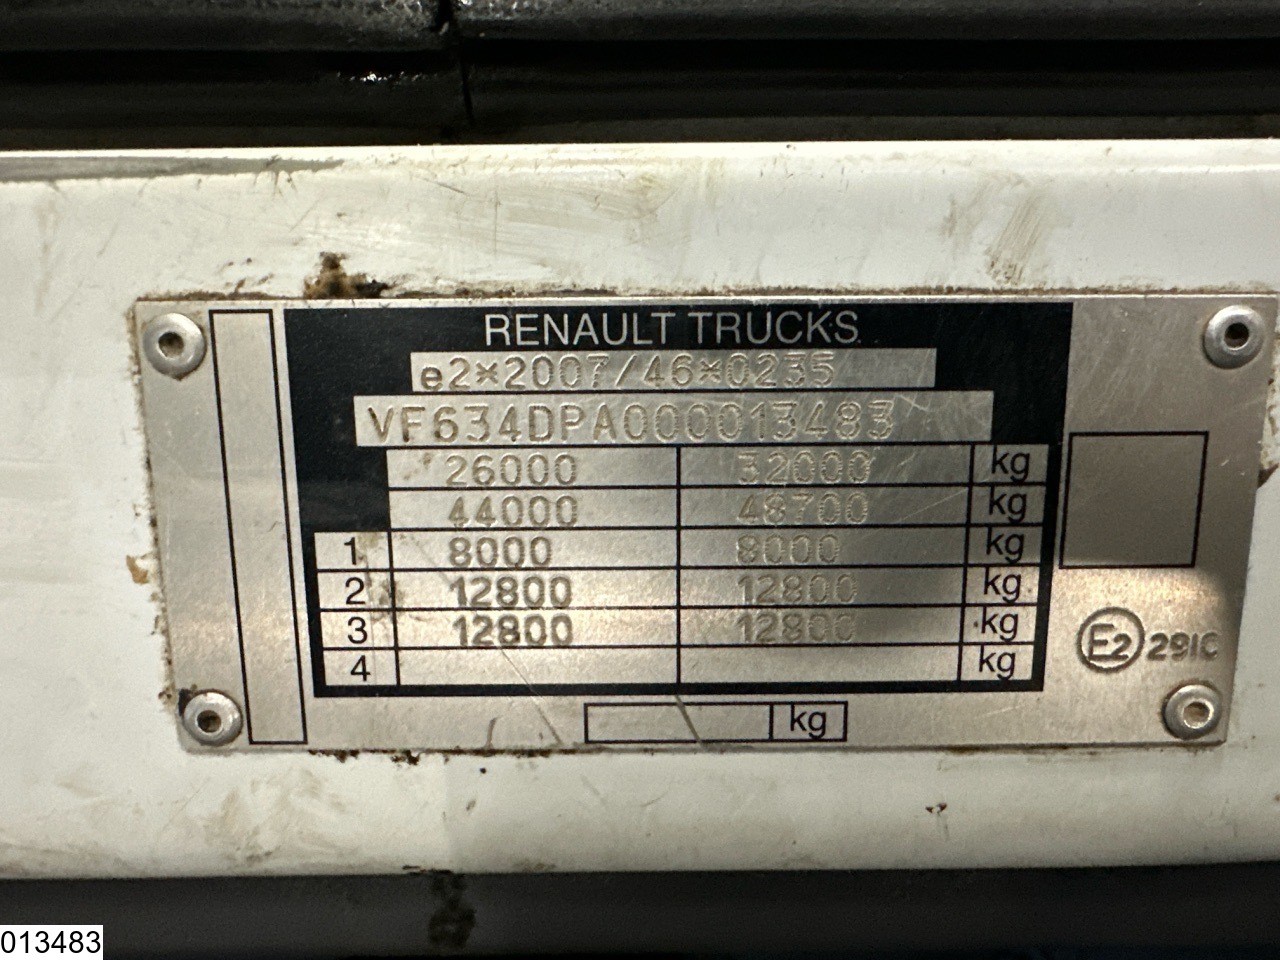 RENAULT TRUCKS
e2*2007/46*0235
VF634DPA000013483
26000 32000 kg
44000 48700 kg
1 8000 8000 kg
2 12800 12800 kg
3 12800 12800 kg
4 kg
E2 291C
kg
013483